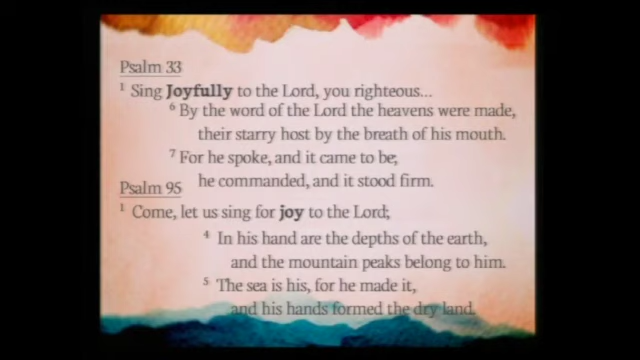 Psalm 33
1 Sing Joyfully to the Lord, you righteous...
6 By the word of the Lord the heavens were made,
their starry host by the breath of his mouth.
7 For he spoke, and it came to be;
he commanded, and it stood firm.
Psalm 95
1 Come, let us sing for joy to the Lord;
4 In his hand are the depths of the earth,
and the mountain peaks belong to him.
5 The sea is his, for he made it,
and his hands formed the dry land.